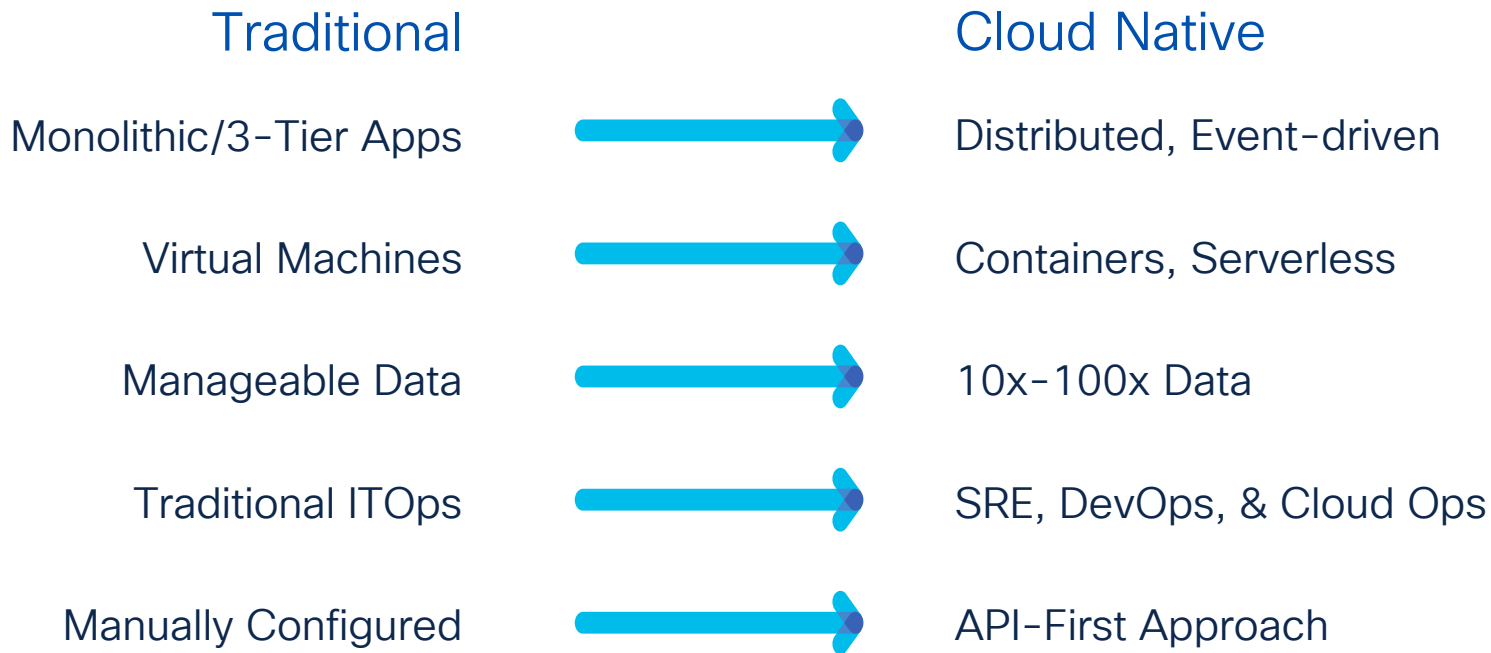 Traditional
Cloud Native
Monolithic/3-Tier Apps
Distributed, Event-driven
Virtual Machines
Containers, Serverless
Manageable Data
10x-100x Data
Traditional ITOps
SRE, DevOps, & Cloud Ops
Manually Configured
API-First Approach